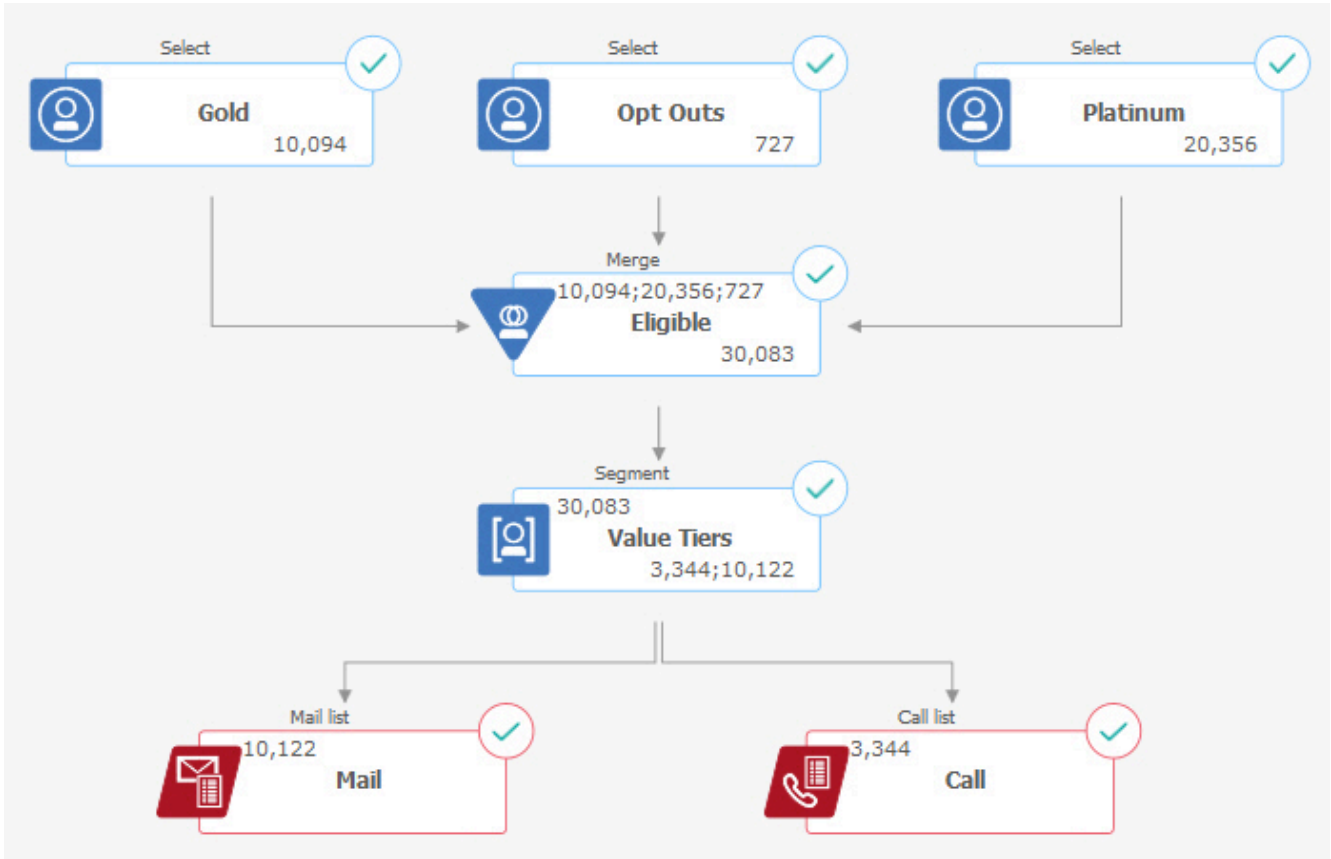 Select
Gold
10,094
Select
Opt Outs
727
Select
Platinum
20,356
Merge
10,094;20,356;727
Eligible
30,083
Segment
30,083
Value Tiers
3,344;10,122
Mail list
10,122
Mail
Call list
3,344
Call